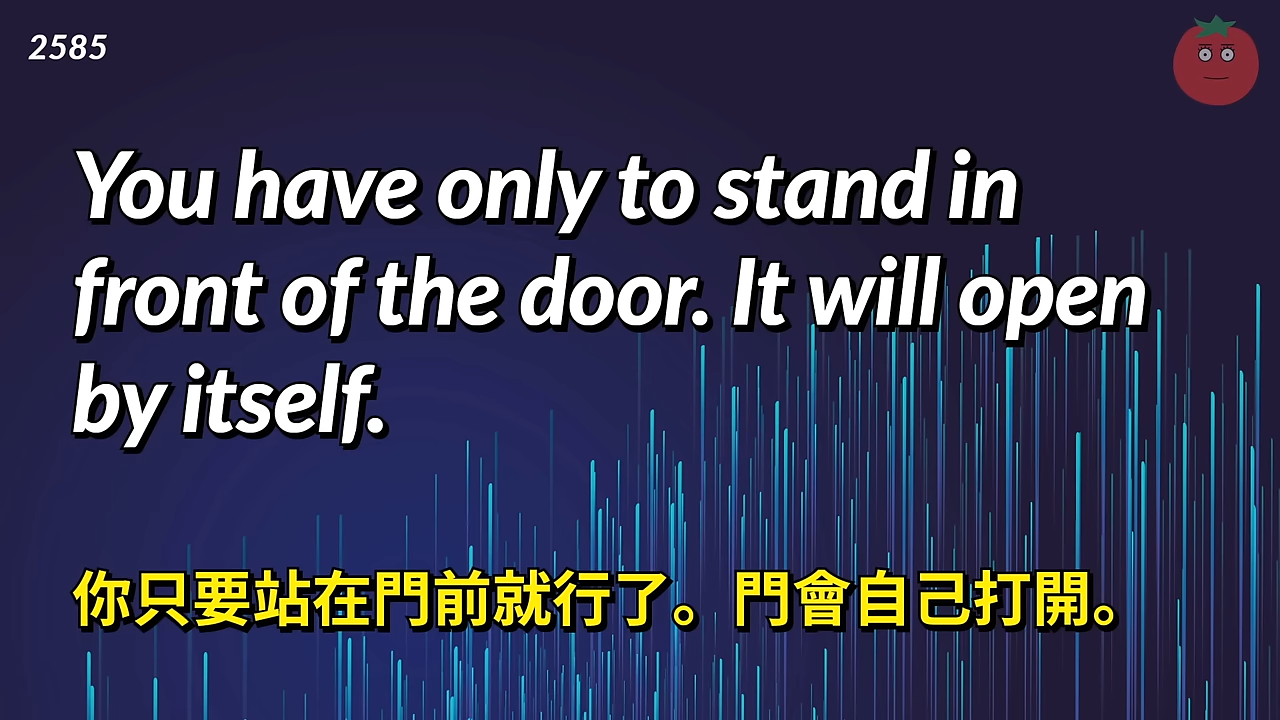 2585
You have only to stand in
front of the door. It will open
by itself.
你只要站在門前就行了。門會自己打開。